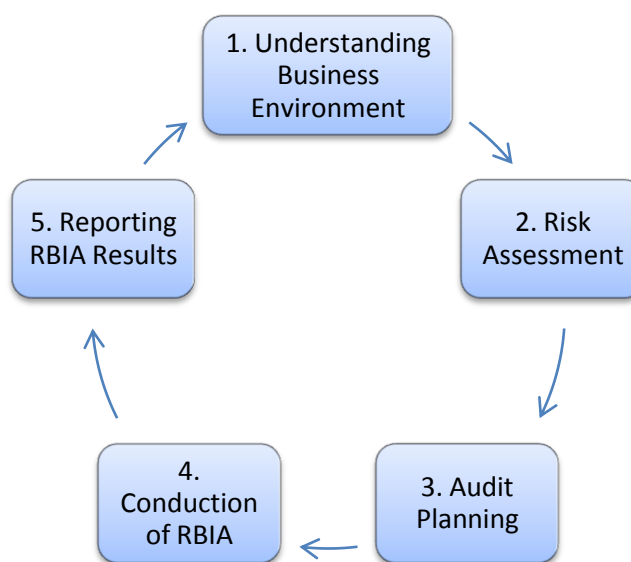 1. Understanding
Business
Environment
2. Risk
Assessment
3. Audit
Planning
4.
Conduction
of RBIA
5. Reporting
RBIA Results